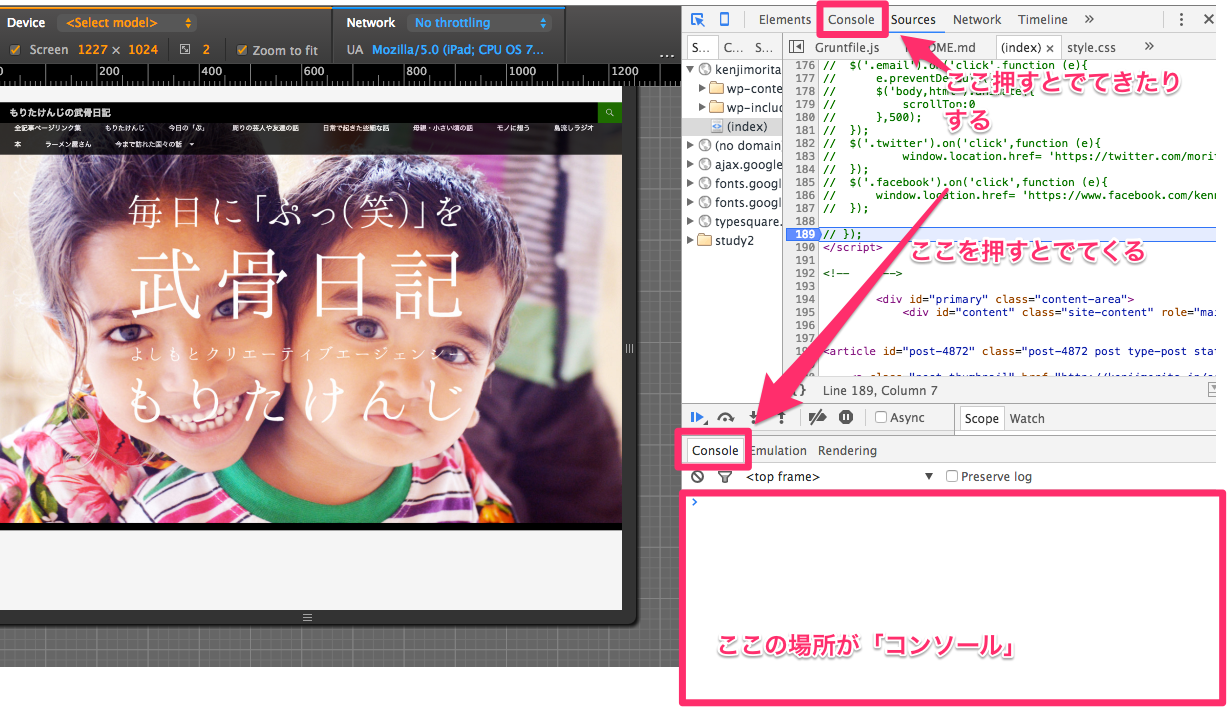 Device <Select model> Network No throttling
Screen 1227 × 1024 2 Zoom to fit UA Mozilla/5.0 (iPad; CPU OS 7...
0 200 400 600 800 1000 1200
もりたけんじの武骨日記
全記事ページリンク集 もりたけんじ 今日の「ぷ」 周りの芸人や友達の話 日常で起きた些細な話 母親・小さい頃の話 モノに想う 島流しラジオ
本 ラーメン屋さん 今まで訪れた国々の話
毎日に「ぷっ(笑)」を
武骨日記
よしもとクリエーティブエージェンシー
もりたけんじ
Elements Console Sources Network Timeline »
S... C... S... Gruntfile.js DME.md (index) × style.css »
kenjimorita
wp-conte
wp-includ
(index)
(no domain
ajax.google
fonts.googl
fonts.googl
typesquare.
study2
176 // $('.email').on('click',function (e){
177 // e.preventDe
178 // $('body,html
179 // scrollTop:0
180 // },500);
181 // });
182 // $('.twitter').on('click',function (e){
183 // window.location.href= 'https://twitter.com/morit
184 // });
185 // $('.facebook').on('click',function (e){
186 // window.location.href= 'https://www.facebook.com/kenn
187 // });
188
189 // });
190 </script>
191
192 <!-- -->
193
194 <div id="primary" class="content-area">
195 <div id="content" class="site-content" role="mai
196
197
<article id="post-4872" class="post-4872 post type-post stat
ここ押すとでてきたり
する
ここを押すとでてくる
{} Line 189, Column 7
Async Scope Watch
Console Emulation Rendering
<top frame> ▼ Preserve log
>
ここの場所が「コンソール」